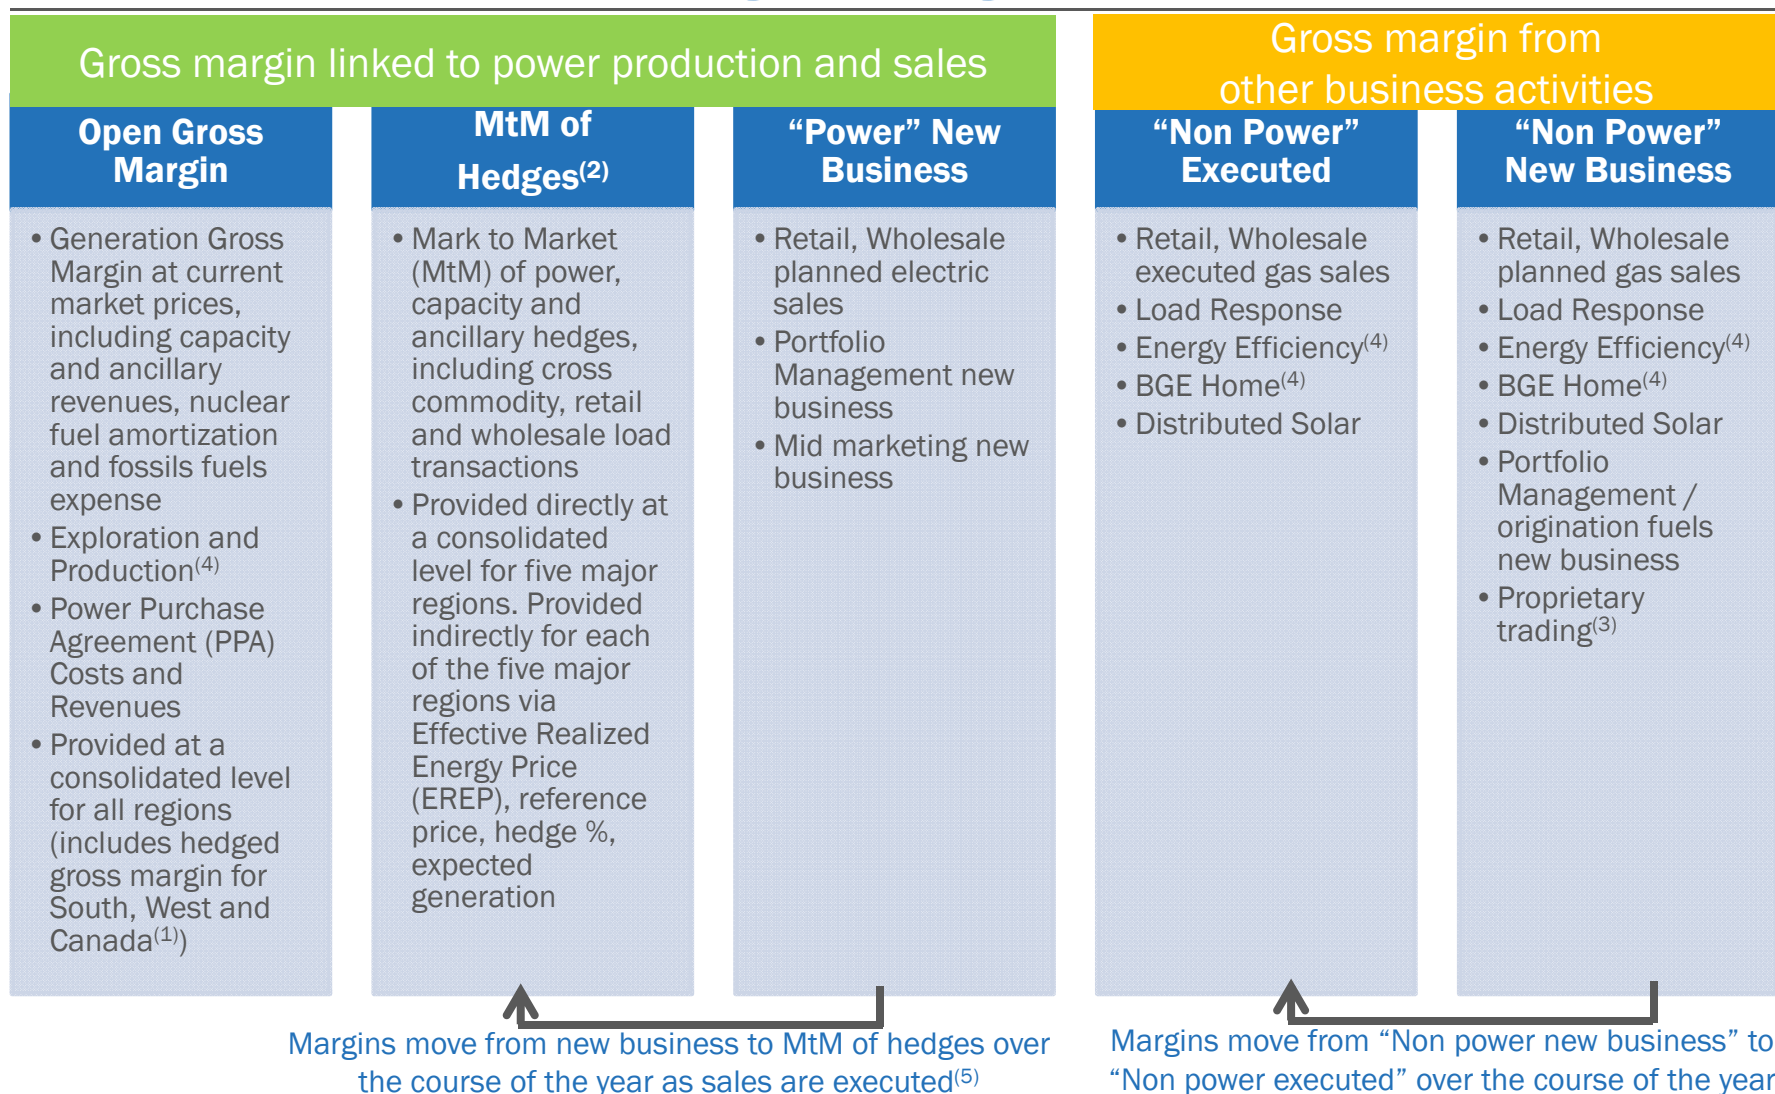 Gross margin linked to power production and sales
Gross margin from
other business activities
Open Gross
Margin
• Generation Gross
Margin at current
market prices,
including capacity
and ancillary
revenues, nuclear
fuel amortization
and fossils fuels
expense
• Exploration and
Production(4)
• Power Purchase
Agreement (PPA)
Costs and
Revenues
• Provided at a
consolidated level
for all regions
(includes hedged
gross margin for
South, West and
Canada(1))
MtM of
Hedges(2)
• Mark to Market
(MtM) of power,
capacity and
ancillary hedges,
including cross
commodity, retail
and wholesale load
transactions
• Provided directly at
a consolidated
level for five major
regions. Provided
indirectly for each
of the five major
regions via
Effective Realized
Energy Price
(EREP), reference
price, hedge %,
expected
generation
“Power” New
Business
• Retail, Wholesale
planned electric
sales
• Portfolio
Management new
business
• Mid marketing new
business
“Non Power”
Executed
• Retail, Wholesale
executed gas sales
• Load Response
• Energy Efficiency(4)
• BGE Home(4)
• Distributed Solar
“Non Power”
New Business
• Retail, Wholesale
planned gas sales
• Load Response
• Energy Efficiency(4)
• BGE Home(4)
• Distributed Solar
• Portfolio
Management /
origination fuels
new business
• Proprietary
trading(3)
Margins move from new business to MtM of hedges over
the course of the year as sales are executed(5)
Margins move from “Non power new business” to
“Non power executed” over the course of the year